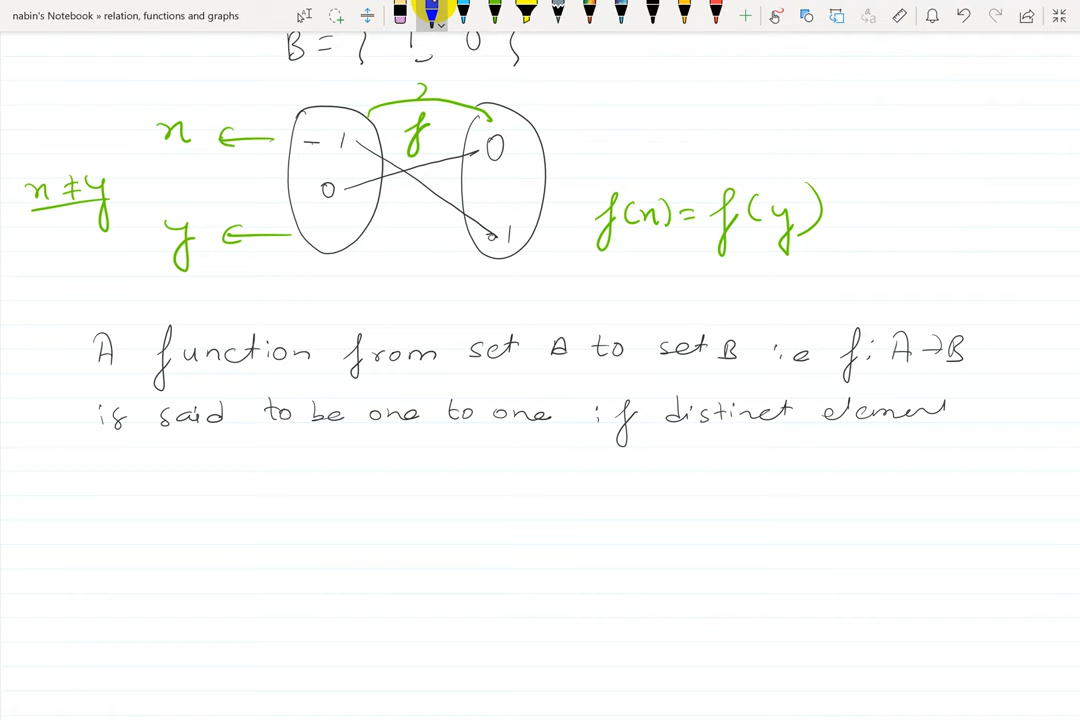 nabin's Notebook » relation, functions and graphs
B = { 1, 0 }
x ← - 1 f 0
0
x ≠ y
y ← 1
f(x) = f(y)
A function from set A to set B i.e f: A→B
is said to be one to one if distinct element